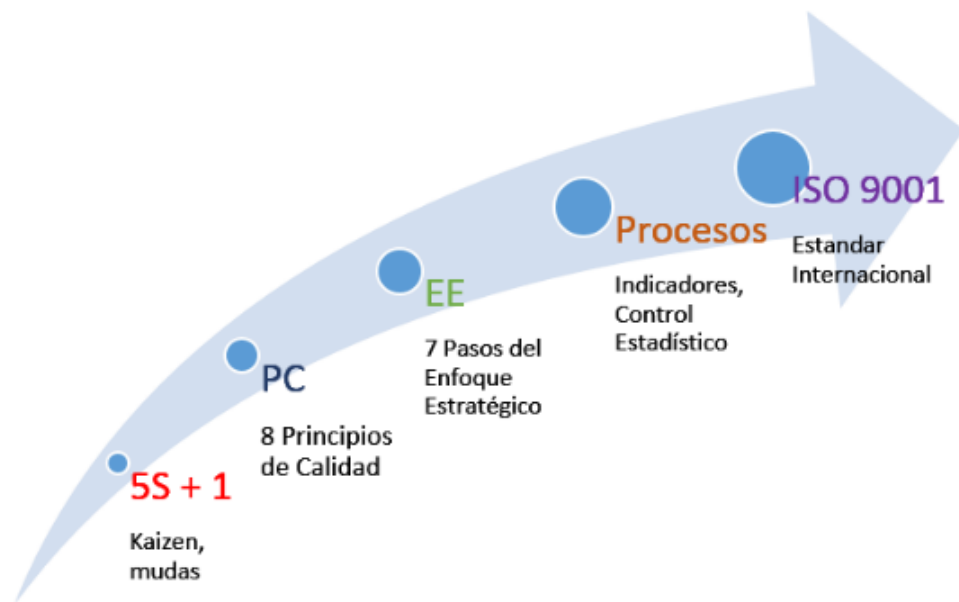 5S + 1
Kaizen,
mudas
PC
8 Principios
de Calidad
EE
7 Pasos del
Enfoque
Estratégico
Procesos
Indicadores,
Control
Estadístico
ISO 9001
Estandar
Internacional